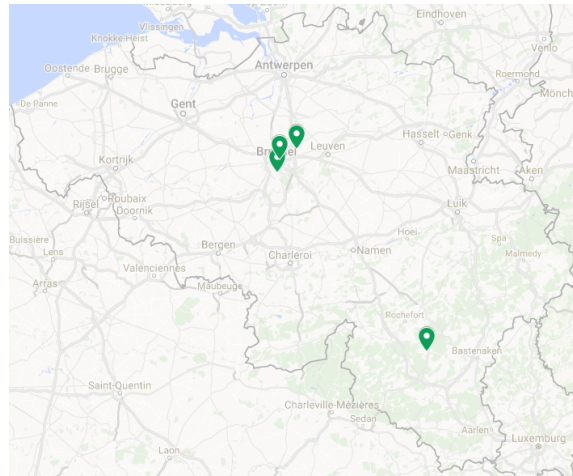 Vlissingen
Eindhoven
Knokke-Heist
Venlo
Oostende
Brugge
Antwerpen
Roermond
De Panne
Gent
Mönch
Hasselt
Genk
Leuven
Kortrijk
Maastricht
Aken
Roubaix
Rijsel
Doornik
Luik
Buissière
Hoei
Spa
Lens
Bergen
Namen
Charleroi
Malmedy
Valenciennes
Arras
Maubeuge
Rochefort
Bastenaken
Saint-Quentin
Charleville-Mézières
Sedan
Aarlen
Luxemburg
Laon